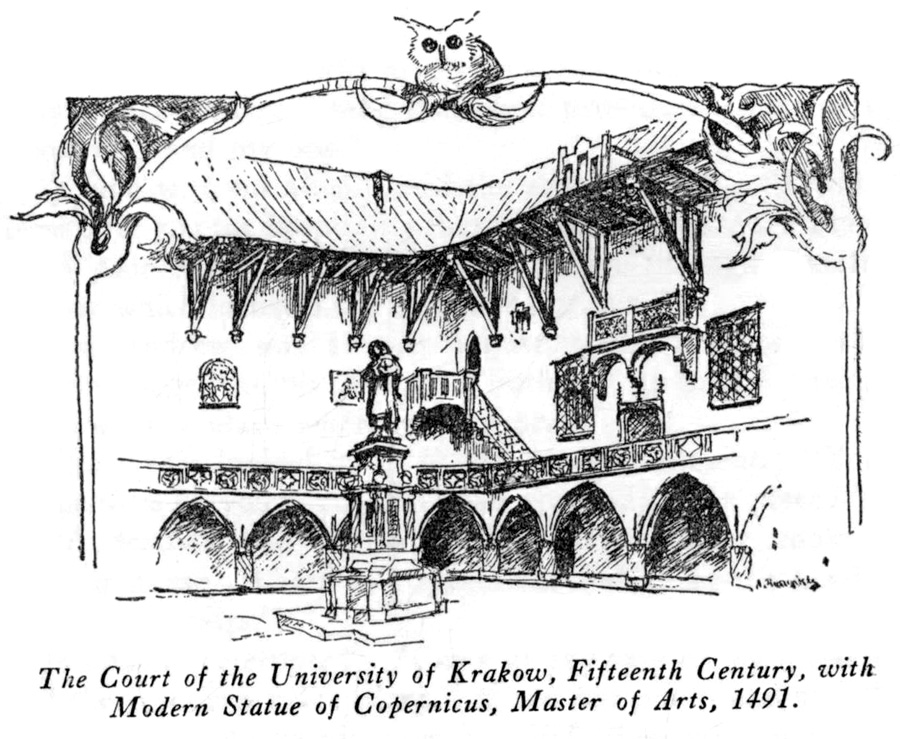 The Court of the University of Krakow, Fifteenth Century, with
Modern Statue of Copernicus, Master of Arts, 1491.